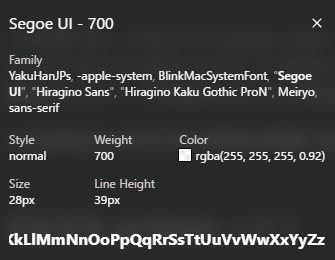 Segoe UI - 700
Family
YakuHanJPs, -apple-system, BlinkMacSystemFont, "Segoe
UI", "Hiragino Sans", "Hiragino Kaku Gothic ProN", Meiryo,
sans-serif
Style Weight Color
normal 700 rgba(255, 255, 255, 0.92)
Size Line Height
28px 39px
KkLlMmNnOoPpQqRrSsTtUuVvWwXxYyZz